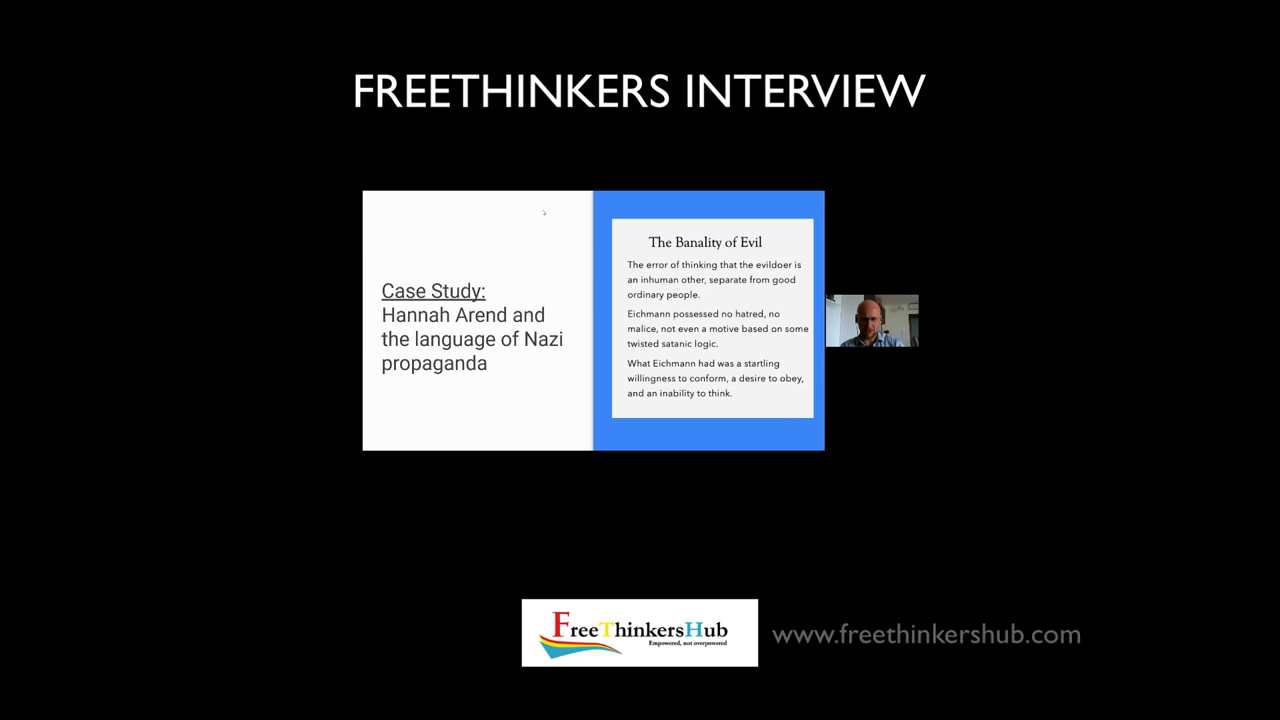 FREETHINKERS INTERVIEW
Case Study:
Hannah Arend and
the language of Nazi
propaganda
The Banality of Evil
The error of thinking that the evildoer is
an inhuman other, separate from good
ordinary people.
Eichmann possessed no hatred, no
malice, not even a motive based on some
twisted satanic logic.
What Eichmann had was a startling
willingness to conform, a desire to obey,
and an inability to think.
FreeThinkersHub
Empowered, not overpowered
www.freethinkershub.com